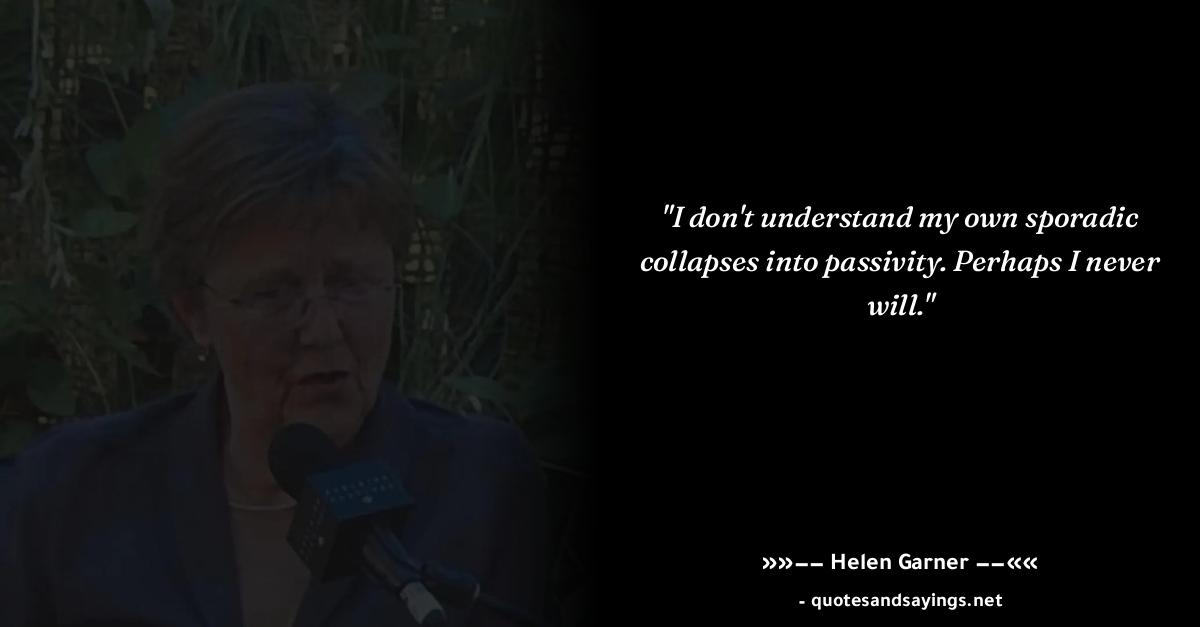 "I don't understand my own sporadic
collapses into passivity. Perhaps I never
will."
»»−− Helen Garner −−««
- quotesandsayings.net